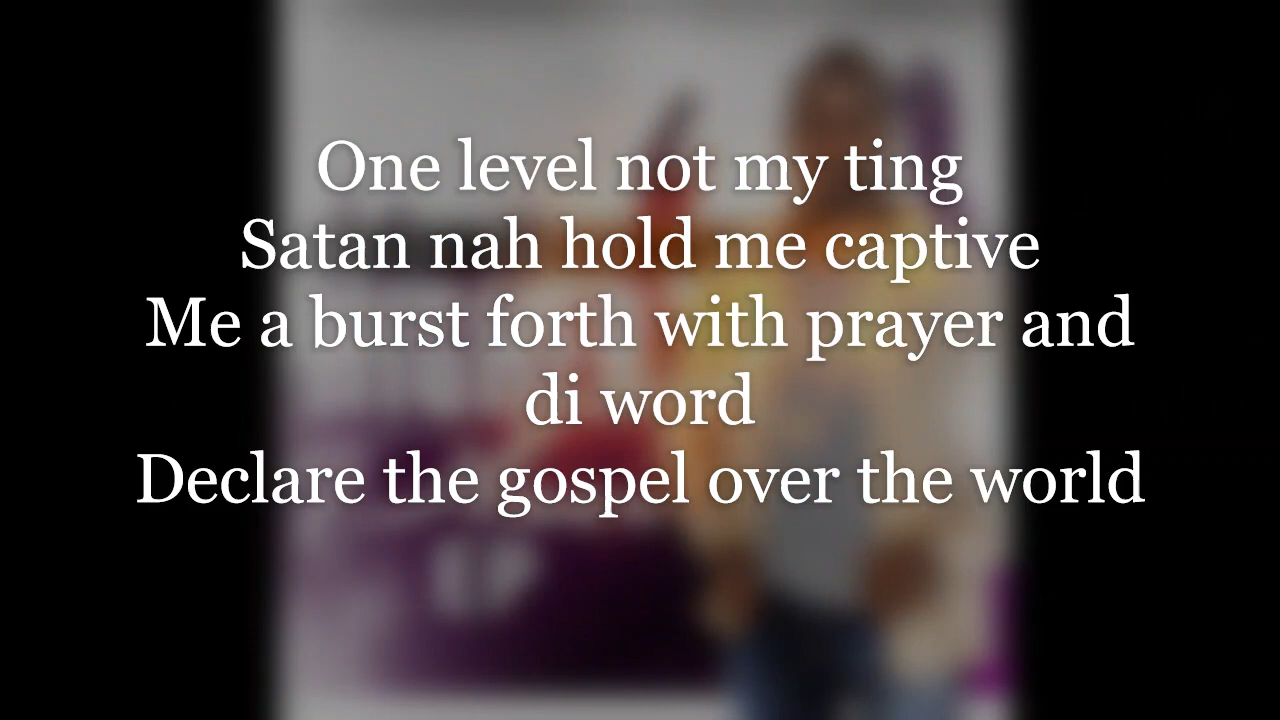 One level not my ting
Satan nah hold me captive
Me a burst forth with prayer and
di word
Declare the gospel over the world
EP